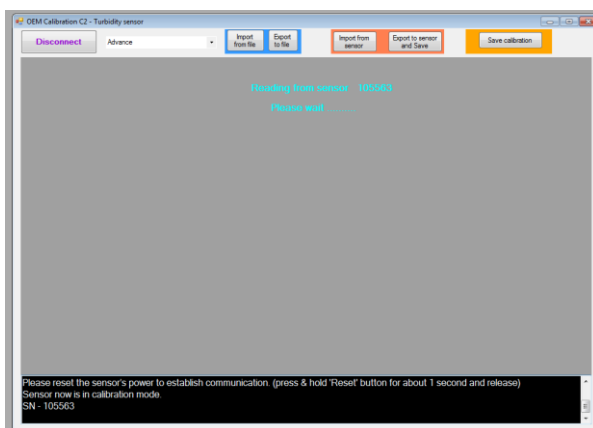 OEM Calibration C2 - Turbidity sensor
Disconnect
Advance
Import from file
Export to file
Import from sensor
Export to sensor and Save
Save calibration
Reading from sensor 105563
Please wait ..........
Please reset the sensor's power to establish communication. (press & hold 'Reset' button for about 1 second and release)
Sensor now is in calibration mode.
SN - 105563